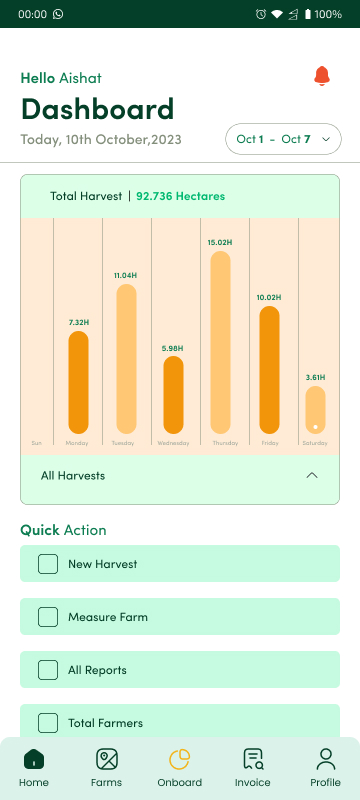 00:00 100%
Hello Aishat
Dashboard
Today, 10th October,2023
Oct 1 - Oct 7
Total Harvest | 92.736 Hectares
15.02H
11.04H
10.02H
7.32H
5.98H
3.61H
Sun Monday Tuesday Wednesday Thursday Friday Saturday
All Harvests
Quick Action
New Harvest
Measure Farm
All Reports
Total Farmers
Home Farms Onboard Invoice Profile